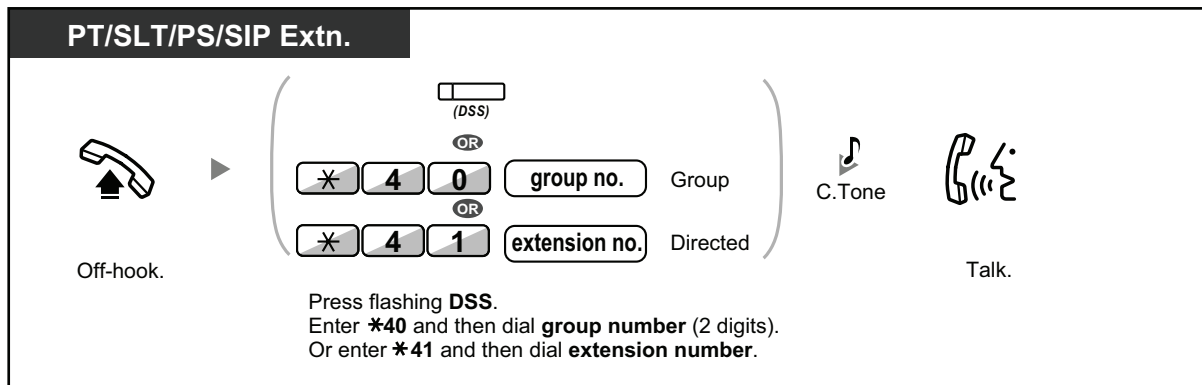 PT/SLT/PS/SIP Extn.
(DSS)
OR
* 4 0 group no. Group
OR
* 4 1 extension no. Directed
C.Tone
Off-hook.
Talk.
Press flashing DSS.
Enter *40 and then dial group number (2 digits).
Or enter *41 and then dial extension number.